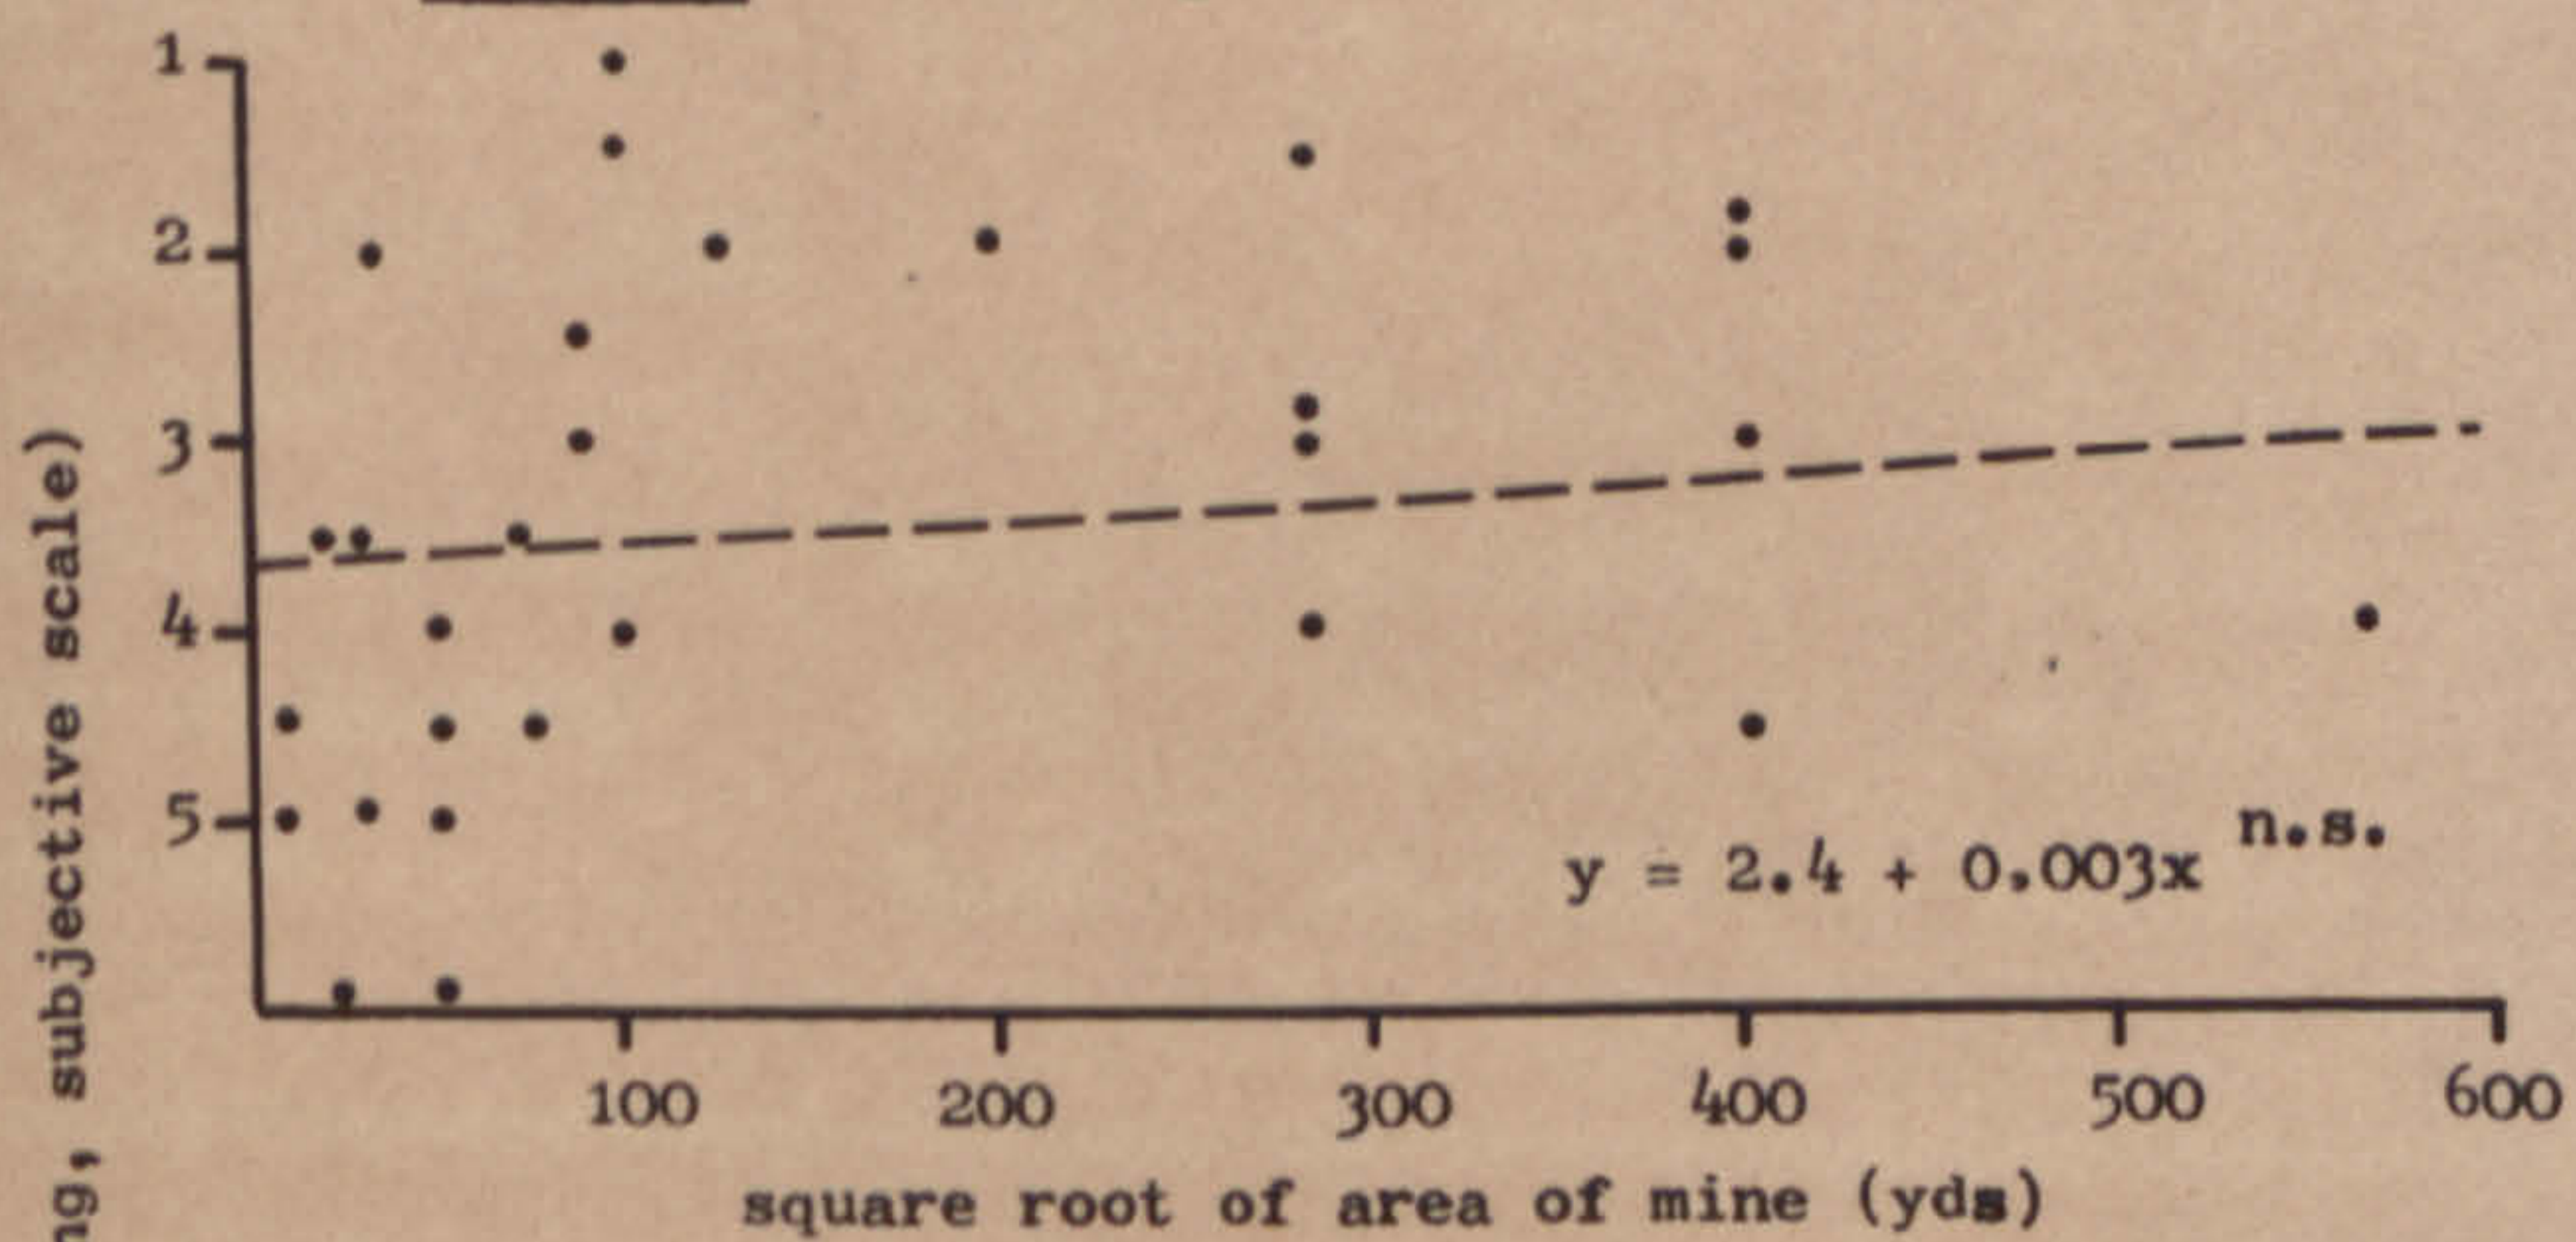 1
2
3
4
5
subjective scale)
y = 2.4 + 0.003x n.s.
100 200 300 400 500 600
square root of area of mine (yds)